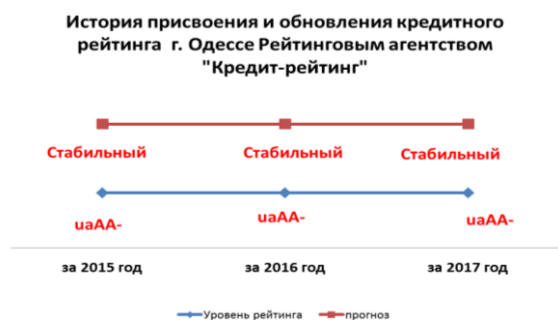 История присвоения и обновления кредитного
рейтинга г. Одессе Рейтинговым агентством
"Кредит-рейтинг"
Стабильный Стабильный Стабильный
uaAA- uaAA- uaAA-
за 2015 год за 2016 год за 2017 год
Уровень рейтинга прогноз